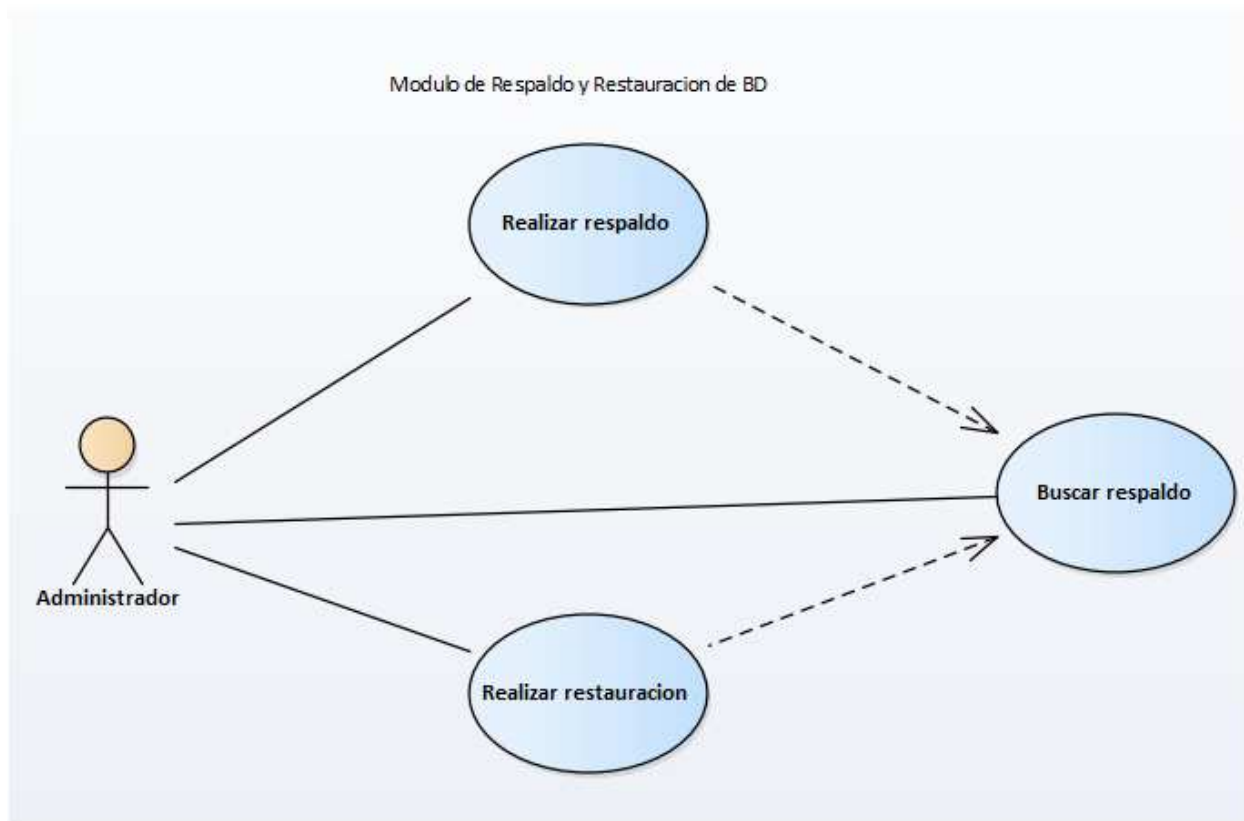 Modulo de Respaldo y Restauracion de BD
Realizar respaldo
Buscar respaldo
Administrador
Realizar restauracion